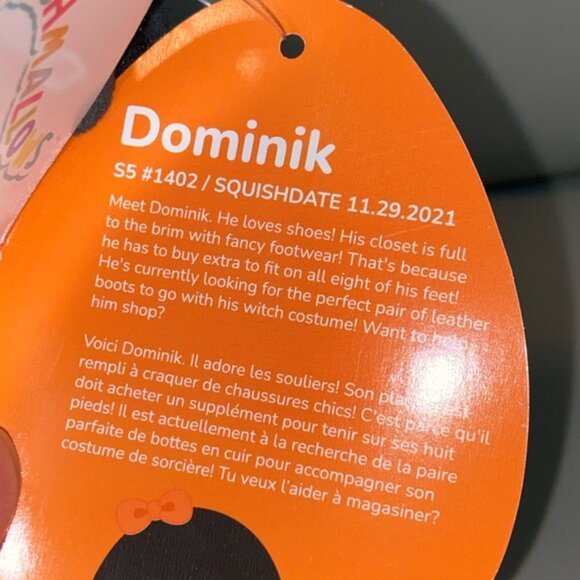 MALLOWS
Dominik
S5 #1402 / SQUISHDATE 11.29.2021
Meet Dominik. He loves shoes! His closet is full
to the brim with fancy footwear! That's because
he has to buy extra to fit on all eight of his feet!
He's currently looking for the perfect pair of leather
boots to go with his witch costume! Want to
him shop?
Voici Dominik. Il adore les souliers! Son
rempli à craquer de chaussures chics! C'est parce qu'il
doit acheter un supplément pour tenir sur ses huit
pieds! Il est actuellement à la recherche de la paire
parfaite de bottes en cuir pour accompagner son
costume de sorcière! Tu veux l'aider à magasiner?